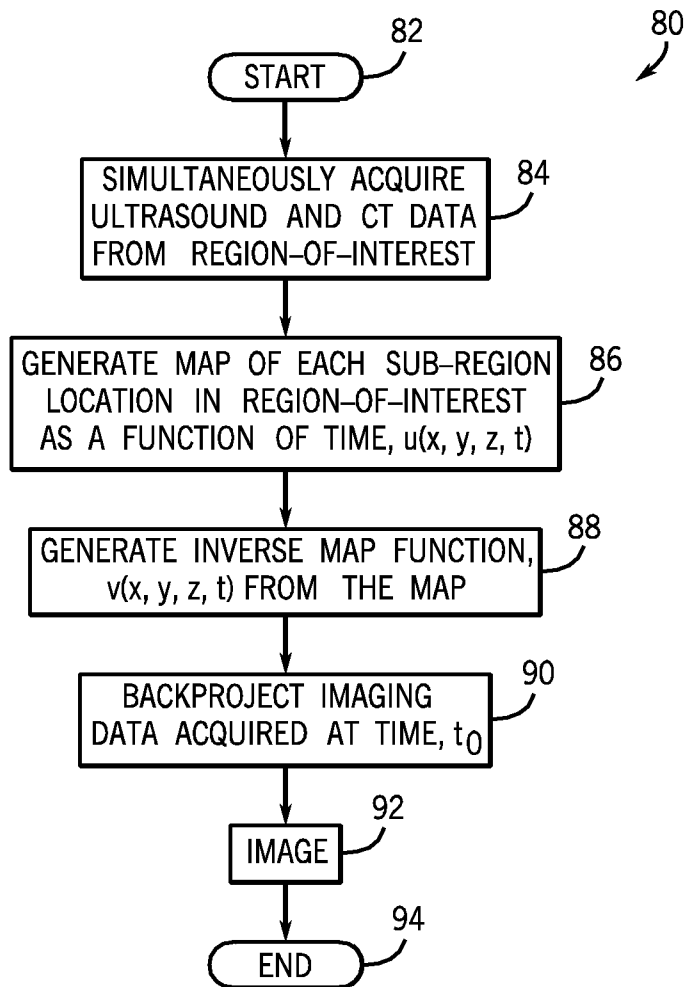 80
82
START
84
SIMULTANEOUSLY ACQUIRE
ULTRASOUND AND CT DATA
FROM REGION–OF–INTEREST
86
GENERATE MAP OF EACH SUB–REGION
LOCATION IN REGION–OF–INTEREST
AS A FUNCTION OF TIME, u(x, y, z, t)
88
GENERATE INVERSE MAP FUNCTION,
v(x, y, z, t) FROM THE MAP
90
BACKPROJECT IMAGING
DATA ACQUIRED AT TIME, t0
92
IMAGE
94
END